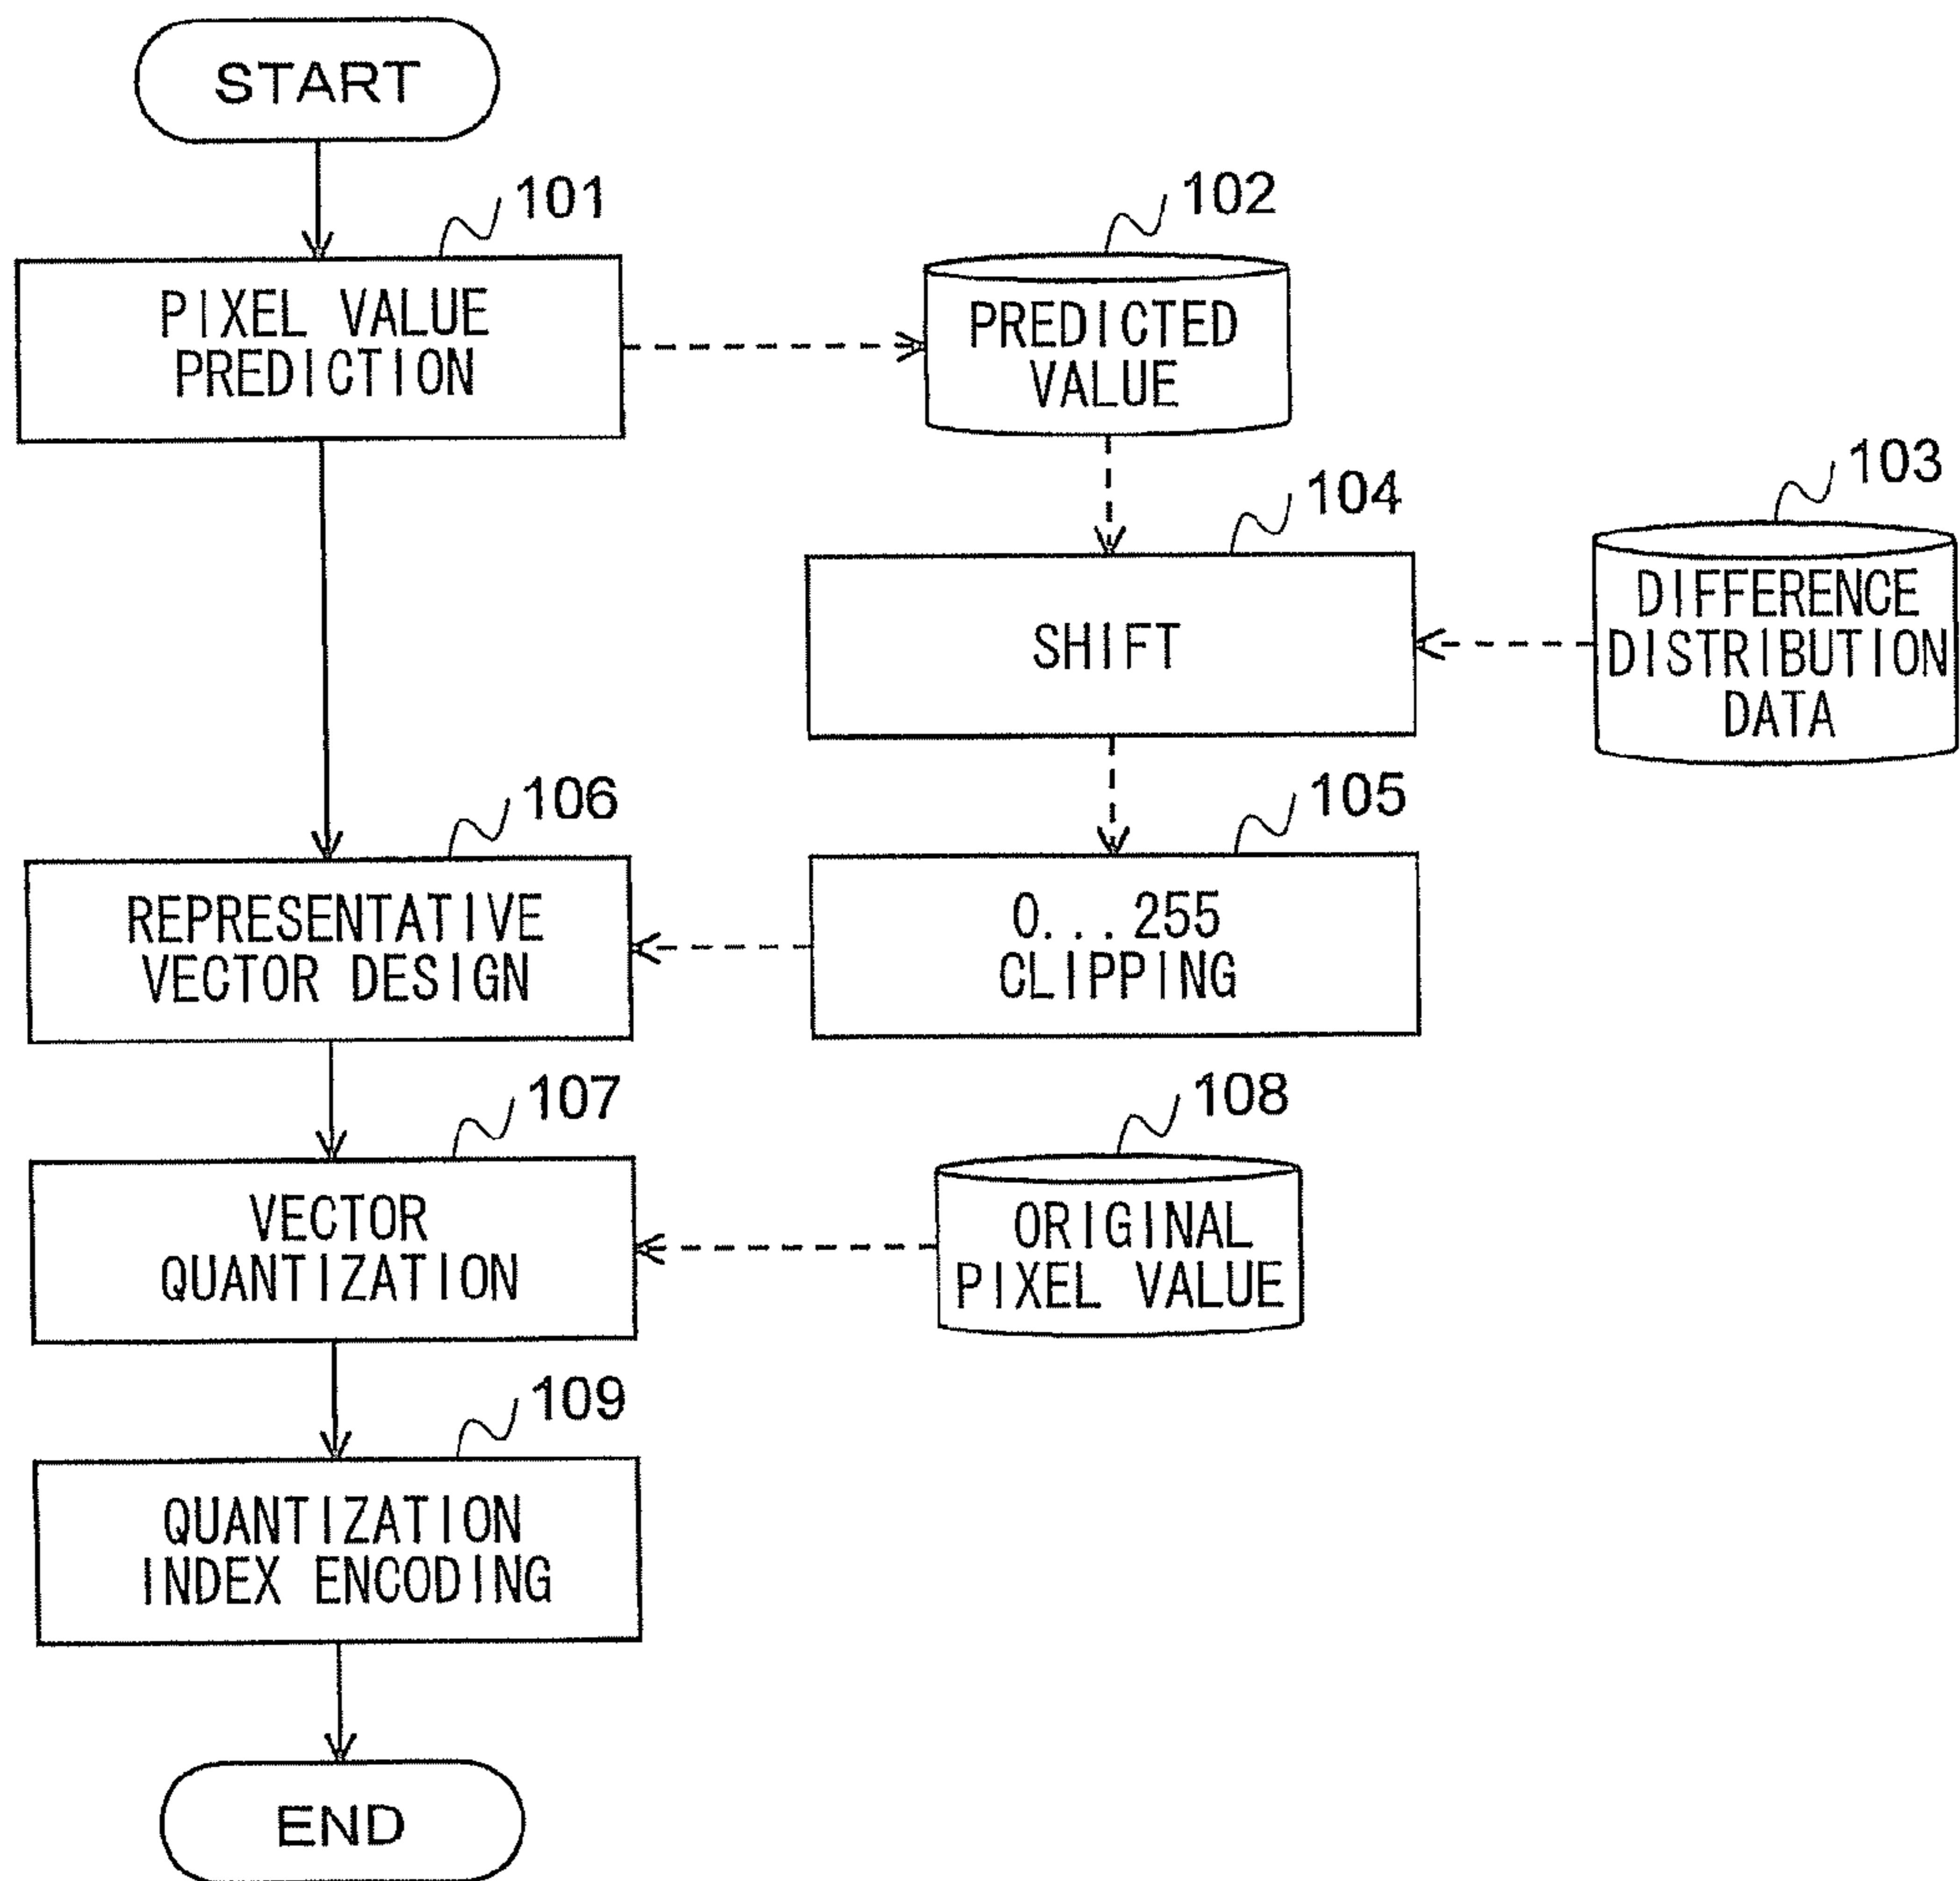 START
101
PIXEL VALUE
PREDICTION
102
PREDICTED
VALUE
103
DIFFERENCE
DISTRIBUTION
DATA
104
SHIFT
105
0...255
CLIPPING
106
REPRESENTATIVE
VECTOR DESIGN
107
VECTOR
QUANTIZATION
108
ORIGINAL
PIXEL VALUE
109
QUANTIZATION
INDEX ENCODING
END